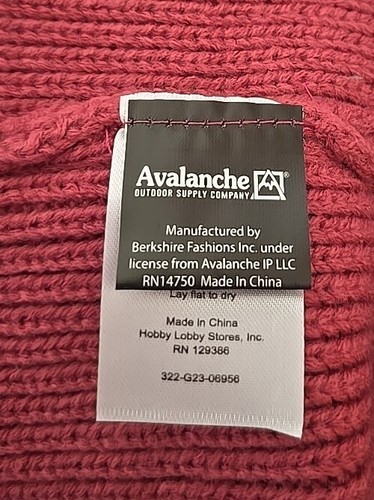 Avalanche ®
OUTDOOR SUPPLY COMPANY
Manufactured by
Berkshire Fashions Inc. under
license from Avalanche IP LLC
RN14750 Made In China
Lay flat to dry
Made in China
Hobby Lobby Stores, Inc.
RN 129386
322-G23-06956